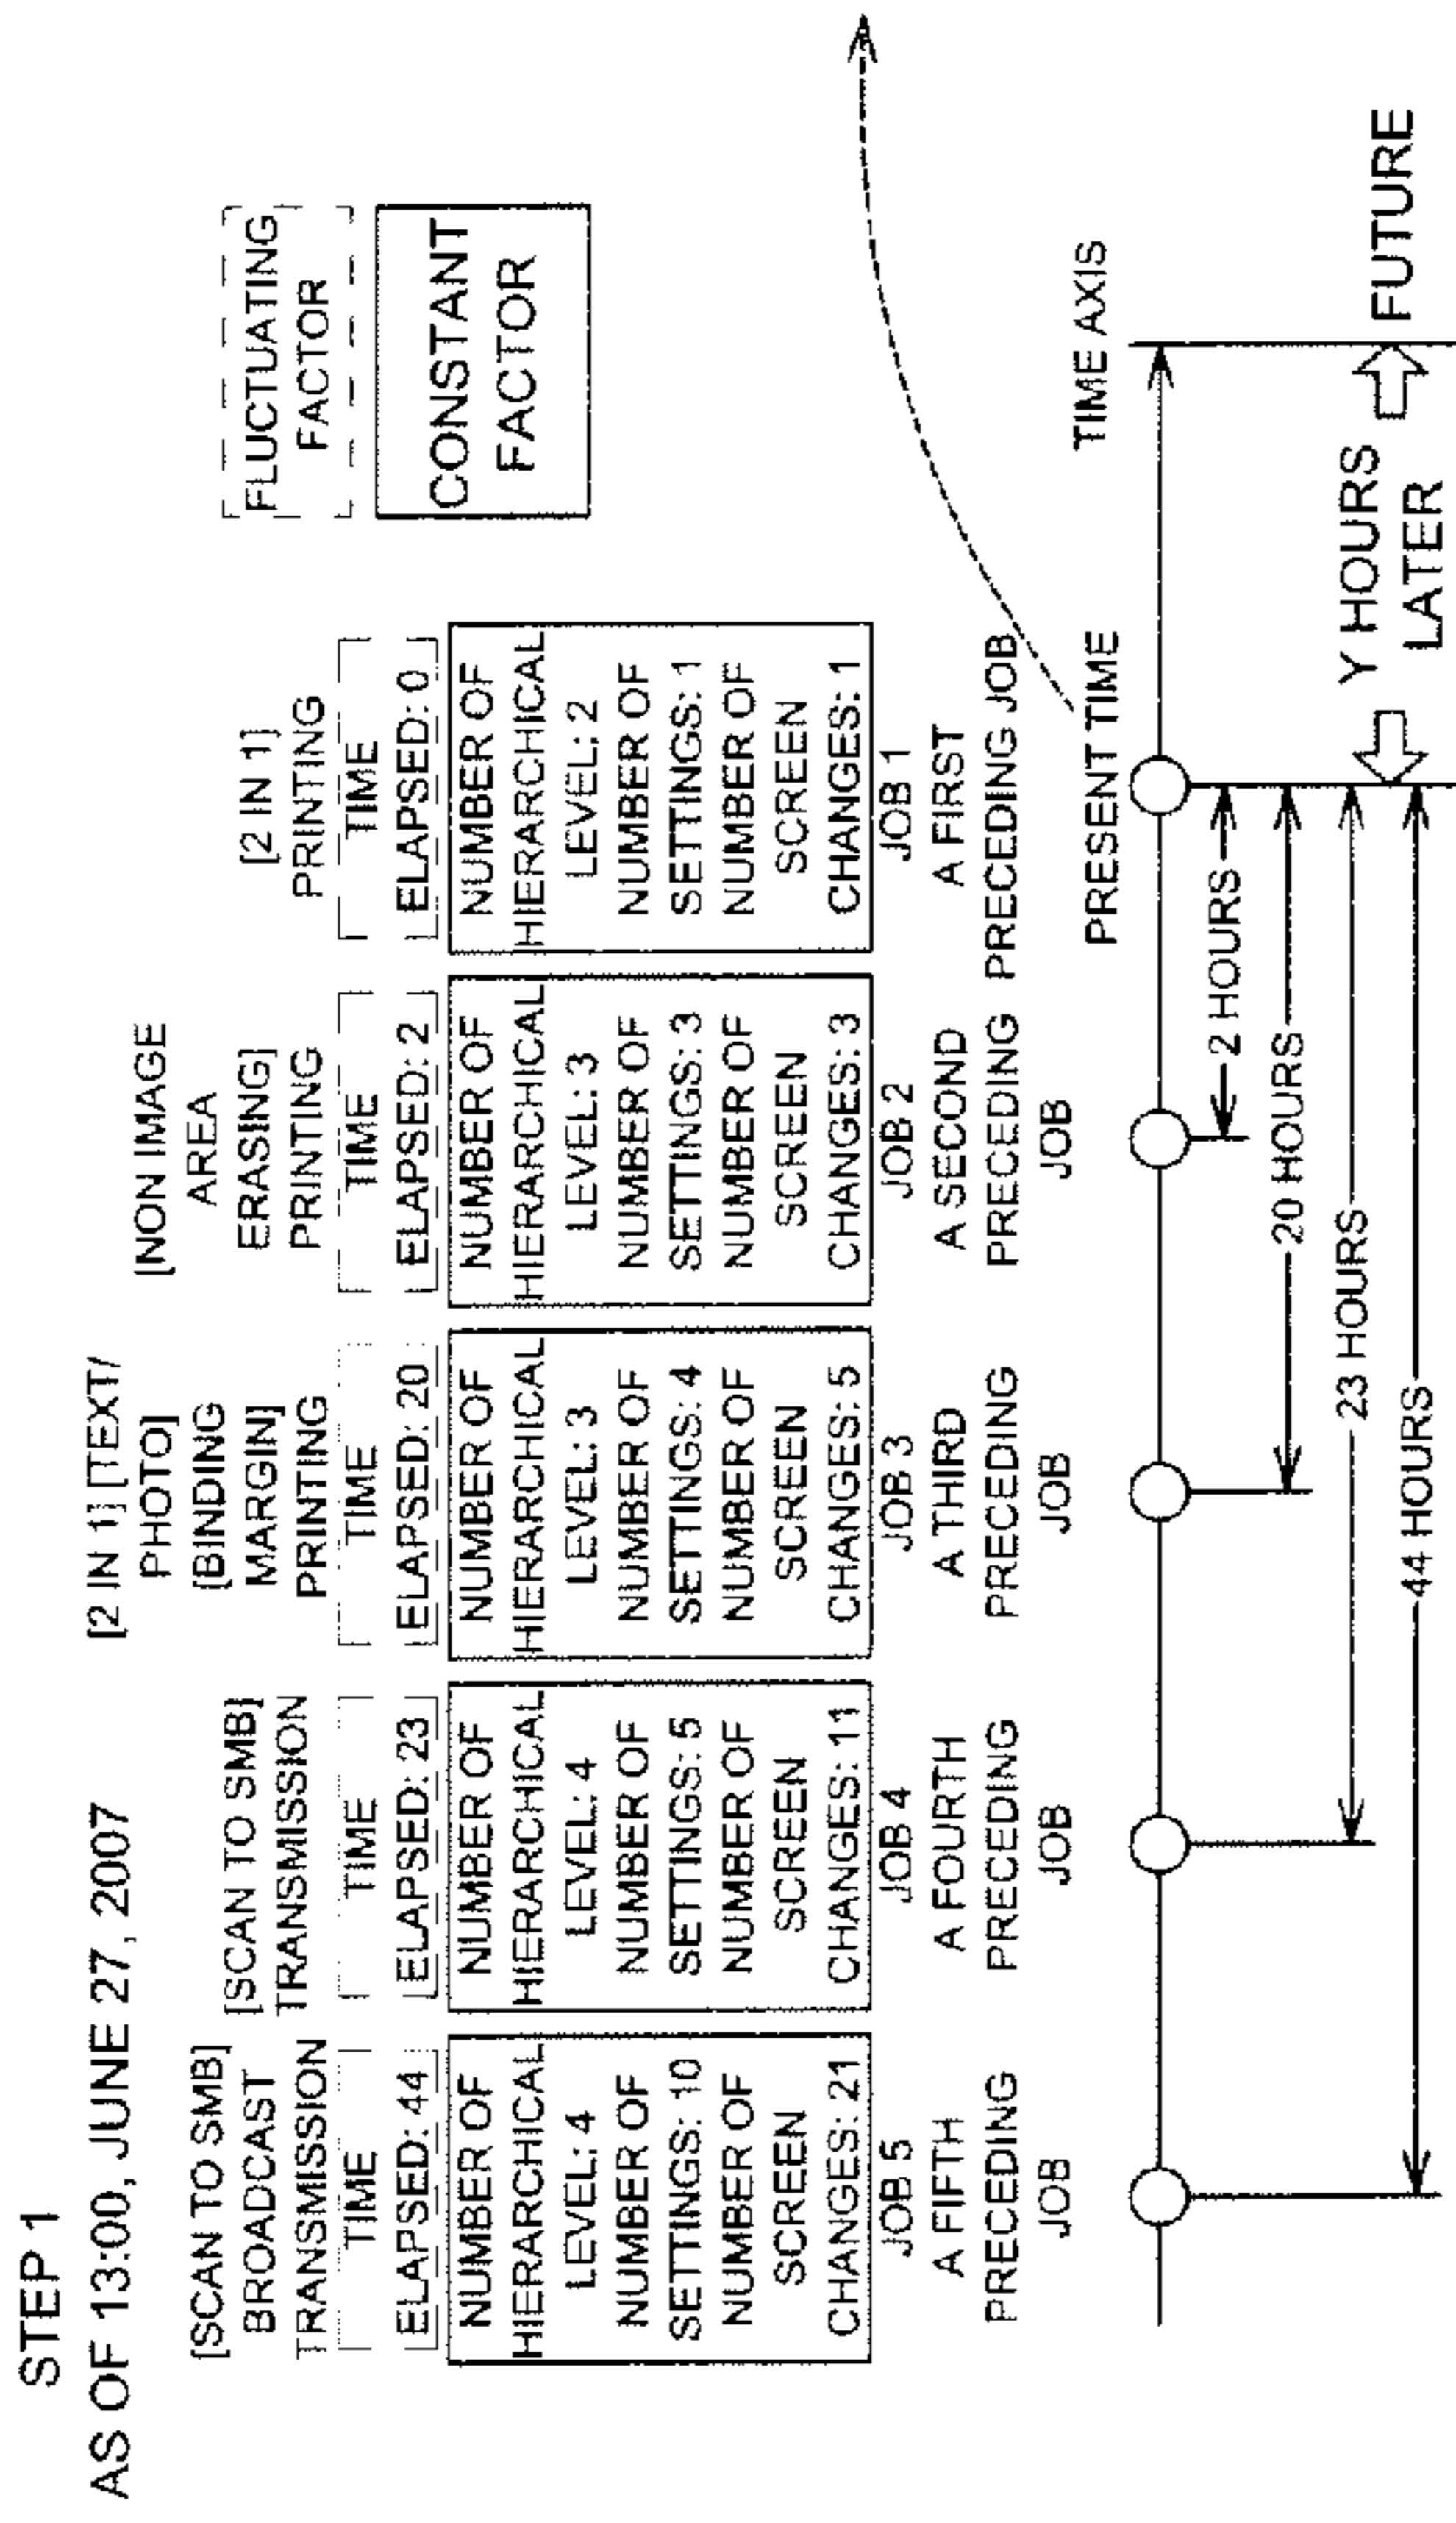 STEP 1
AS OF 13:00, JUNE 27, 2007
[SCAN TO SMB]
BROADCAST
TRANSMISSION
TIME
ELAPSED: 44
NUMBER OF
HIERARCHICAL
LEVEL: 4
NUMBER OF
SETTINGS: 10
NUMBER OF
SCREEN
CHANGES: 21
JOB 5
A FIFTH
PRECEDING
JOB
[SCAN TO SMB]
TRANSMISSION
TIME
ELAPSED: 23
NUMBER OF
HIERARCHICAL
LEVEL: 4
NUMBER OF
SETTINGS: 5
NUMBER OF
SCREEN
CHANGES: 11
JOB 4
A FOURTH
PRECEDING
JOB
[2 IN 1] [TEXT/
PHOTO]
[BINDING
MARGIN]
PRINTING
TIME
ELAPSED: 20
NUMBER OF
HIERARCHICAL
LEVEL: 3
NUMBER OF
SETTINGS: 4
NUMBER OF
SCREEN
CHANGES: 5
JOB 3
A THIRD
PRECEDING
JOB
[NON IMAGE
AREA
ERASING]
PRINTING
TIME
ELAPSED: 2
NUMBER OF
HIERARCHICAL
LEVEL: 3
NUMBER OF
SETTINGS: 3
NUMBER OF
SCREEN
CHANGES: 3
JOB 2
A SECOND
PRECEDING
JOB
[2 IN 1]
PRINTING
TIME
ELAPSED: 0
NUMBER OF
HIERARCHICAL
LEVEL: 2
NUMBER OF
SETTINGS: 1
NUMBER OF
SCREEN
CHANGES: 1
JOB 1
A FIRST
PRECEDING JOB
PRESENT TIME
FLUCTUATING
FACTOR
CONSTANT
FACTOR
TIME AXIS
2 HOURS
20 HOURS
23 HOURS
44 HOURS
Y HOURS
LATER
FUTURE